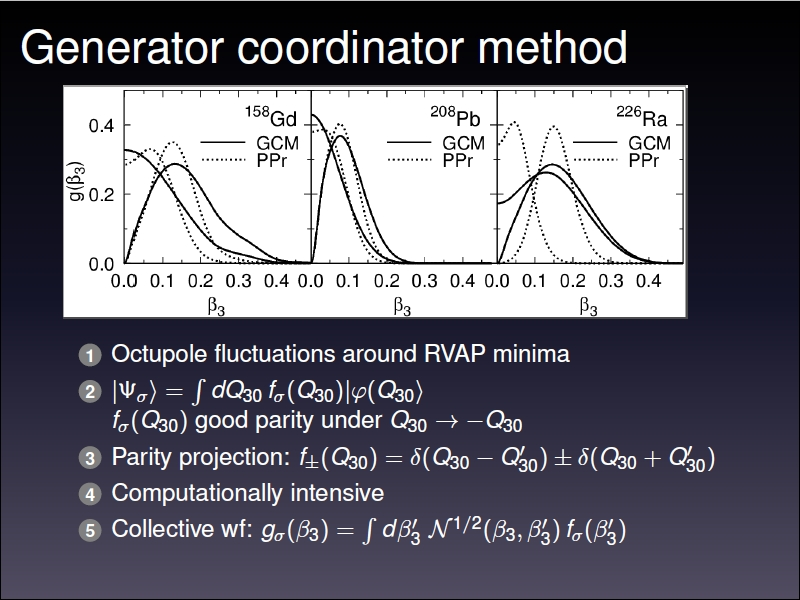 Generator coordinator method
158Gd
208Pb
226Ra
GCM
PPr
GCM
PPr
GCM
PPr
g(β3)
0.4
0.2
0.0
0.0 0.1 0.2 0.3 0.4 0.0 0.1 0.2 0.3 0.4 0.0 0.1 0.2 0.3 0.4
β3
β3
β3
1 Octupole fluctuations around RVAP minima
2 |Ψσ⟩ = ∫ dQ30 fσ(Q30)|φ(Q30⟩
fσ(Q30) good parity under Q30 → −Q30
3 Parity projection: f±(Q30) = δ(Q30 − Q′30) ± δ(Q30 + Q′30)
4 Computationally intensive
5 Collective wf: gσ(β3) = ∫ dβ′3 N1/2(β3, β′3) fσ(β′3)